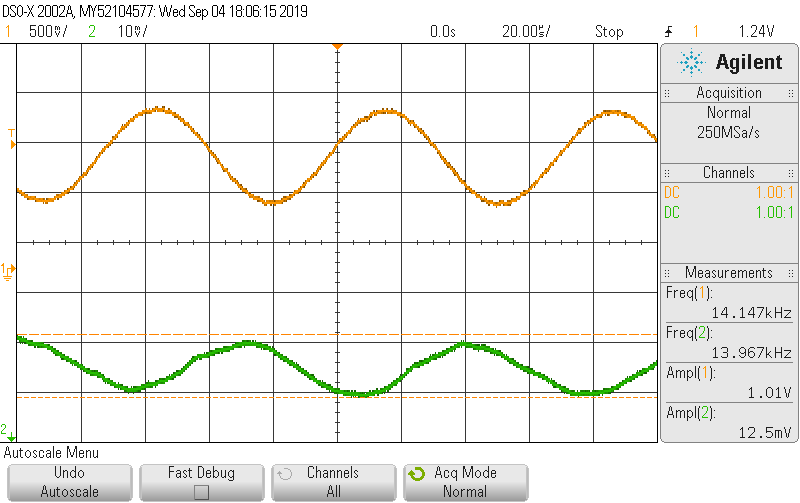 DSO-X 2002A, MY52104577: Wed Sep 04 18:06:15 2019
1 500mV/ 2 10mV/ 0.0s 20.00us/ Stop 1 1.24V
Agilent
Acquisition
Normal
250MSa/s
Channels
DC 1.00:1
DC 1.00:1
Measurements
Freq(1):
14.147kHz
Freq(2):
13.967kHz
Ampl(1):
1.01V
Ampl(2):
12.5mV
T
1
2
Autoscale Menu
Undo
Autoscale
Fast Debug
Channels
All
Acq Mode
Normal